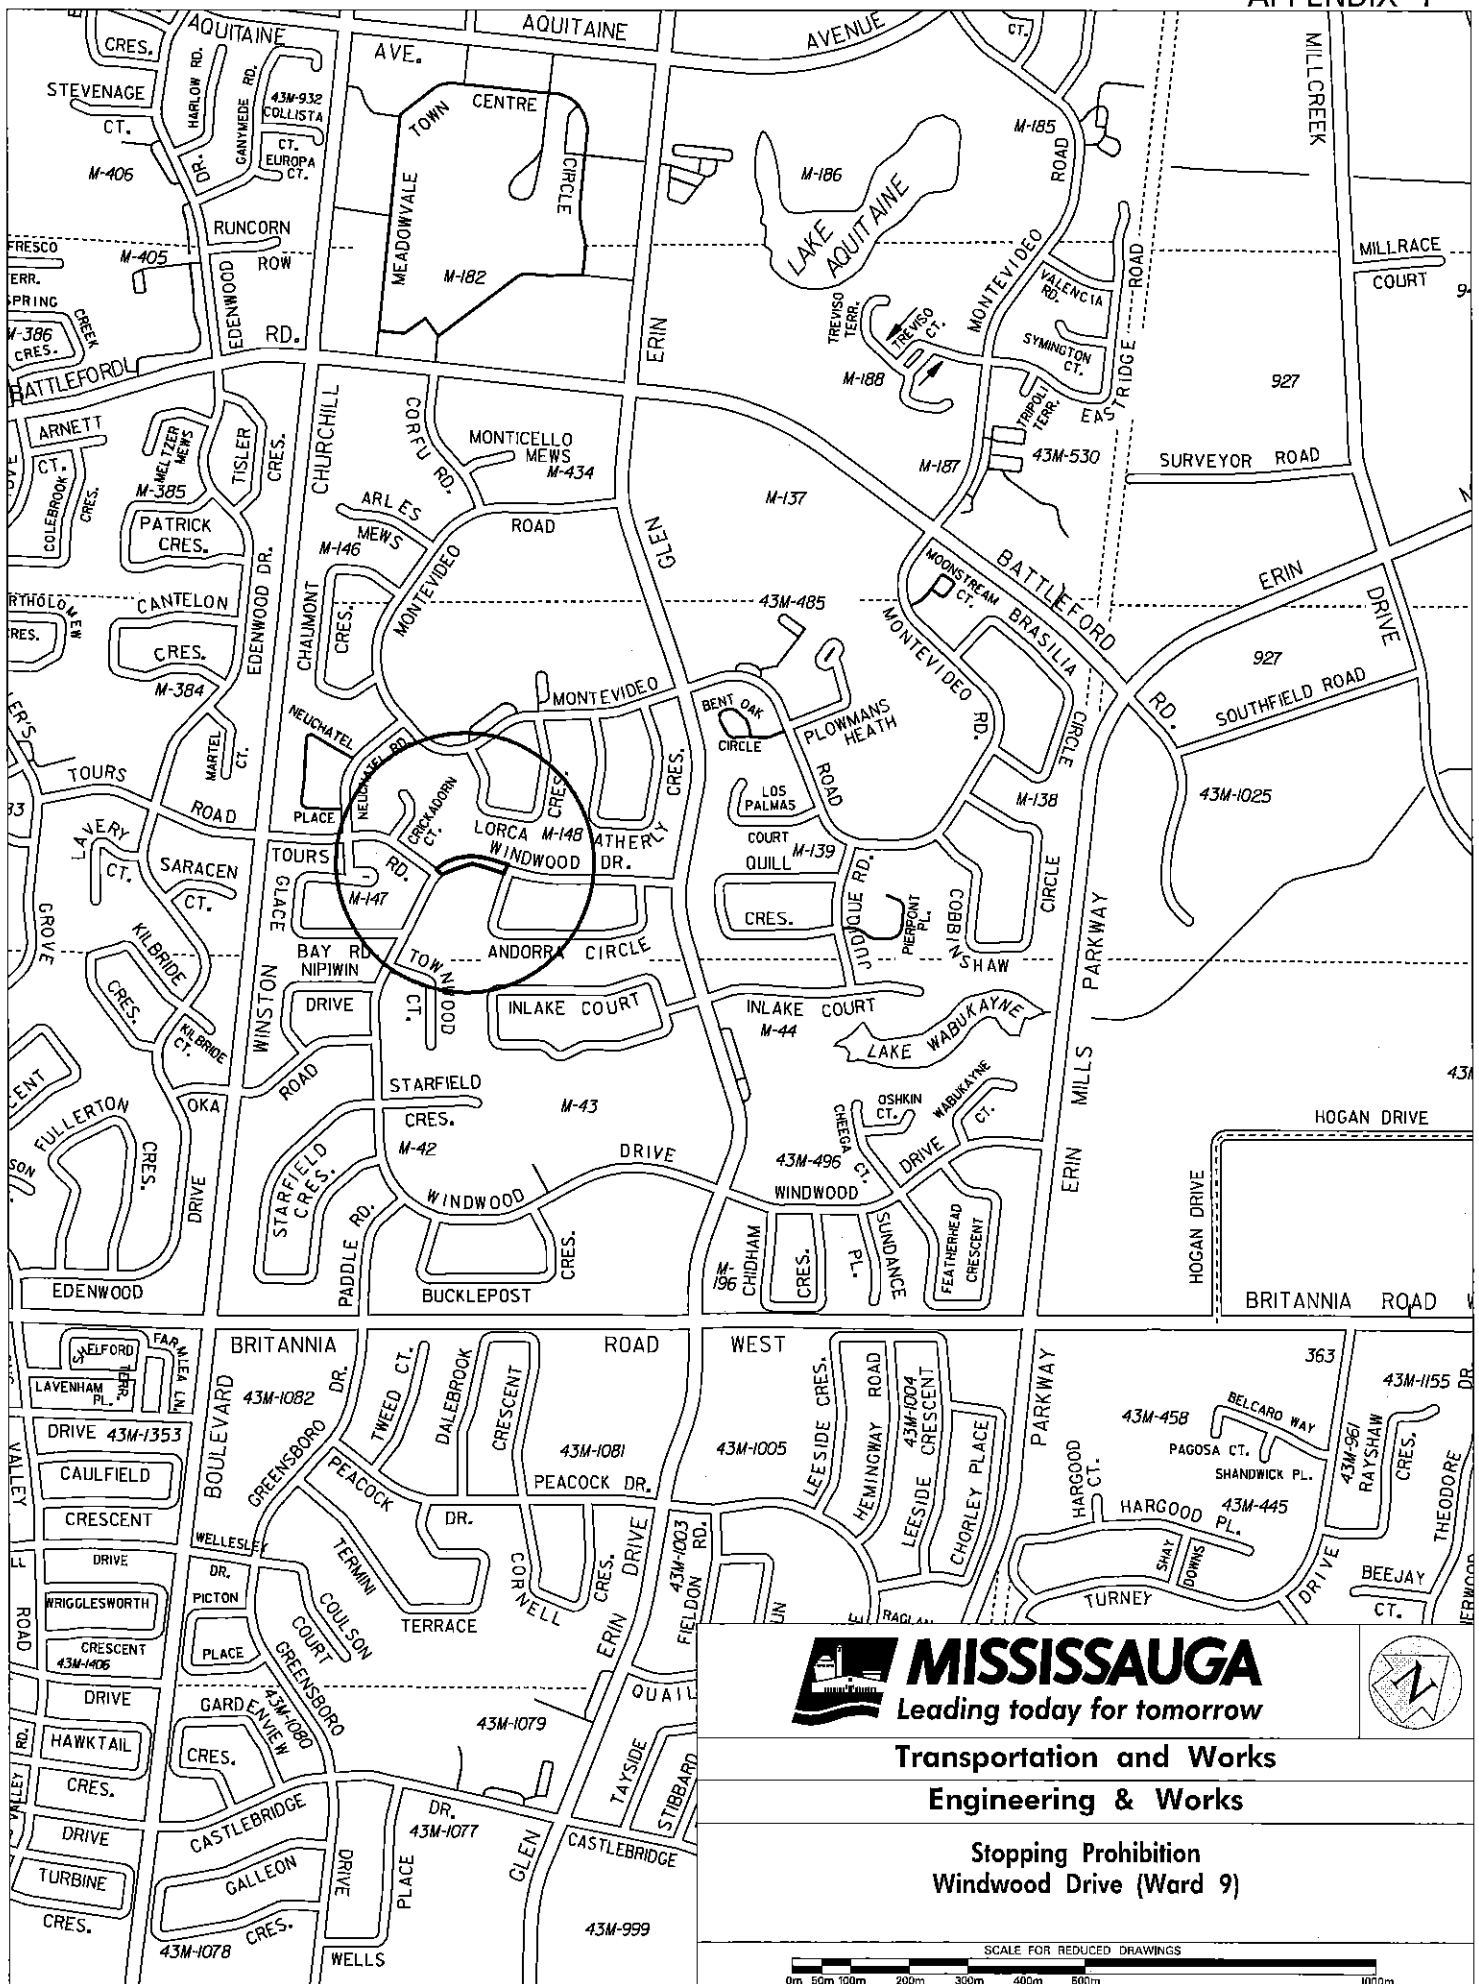 APPENDIX 1
CRES.
AQUITAINE
AQUITAINE
AVENUE
CT.
AVE.
STEVENAGE
CT.
HARLOW RD.
GANYMEDE RD.
43M-932
COLLISTA
CT.
EUROPA
CT.
DR.
M-406
TOWN
CENTRE
CIRCLE
MEADOWVALE
M-182
ERIN
M-186
LAKE
AQUITAINE
M-185
ROAD
MILLCREEK
RUNCORN
ROW
FRESCO
TERR.
SPRING
CREEK
M-386
CRES.
M-405
EDENWOOD
RD.
MILLRACE
COURT
MONTEVIDEO
VALENCIA
RD.
EASTRIDGE ROAD
SYMINGTON
CT.
TREVISO
TERR.
TREVISO
CT.
M-188
TRIPOLI
TERR.
927
BATTLEFORD
ARNETT
CT.
COLEBROOK
CRES.
MELTZER
MEWS
TISLER
CRES.
CHURCHILL
CORFU RD.
MONTICELLO
MEWS
M-434
M-385
PATRICK
CRES.
ARLES
MEWS
M-146
ROAD
M-137
M-187
43M-530
SURVEYOR ROAD
GLEN
MOONSTREAM
CT.
BATTLEFORD
BRASILIA
ERIN
DRIVE
EDENWOOD DR.
CHAUMONT
CRES.
MONTEVIDEO
43M-485
MONTEVIDEO
RD.
CIRCLE
927
RTHOLOMEW
CRES.
CANTELON
CRES.
M-384
MARTEL
CT.
NEUCHATEL
NEUCHATEL RD.
PLACE
MONTEVIDEO
BENT OAK
CIRCLE
PLOWMANS
HEATH
ROAD
RD.
SOUTHFIELD ROAD
TOURS
ROAD
LAVERY
CT.
SARACEN
CT.
GROVE
CRICKADORN
CT.
LORCA
CRES.
M-148
ATHERLY
CRES.
WINDWOOD DR.
LOS
PALMAS
COURT
M-138
43M-1025
TOURS
RD.
M-147
GLACE
BAY RD
QUILL
CRES.
M-139
JUDUQUE RD.
PIERPONT
PL.
COBBINSHAW
CIRCLE
PARKWAY
ANDORRA CIRCLE
TOWNWOOD
CT.
NIPIWIN
DRIVE
KILBRIDE
CRES.
KILBRIDE
CT.
WINSTON
INLAKE COURT
INLAKE COURT
M-44
LAKE WABUKAYNE
OKA
ROAD
STARFIELD
CRES.
M-42
M-43
MILLS
ERIN
CHEEGA
CT.
OSHKIN
CT.
WABUKAYNE
CT.
HOGAN DRIVE
HOGAN DRIVE
FULLERTON
CRES.
DRIVE
STARFIELD
CRES.
PADDLE RD.
WINDWOOD
DRIVE
43M-496
WINDWOOD
DRIVE
EDENWOOD
BUCKLEPOST
CRES.
M-
196
CHIDHAM
CRES.
SUNDANCE
PL.
FEATHERHEAD
CRESCENT
BRITANNIA ROAD W
BRITANNIA
ROAD
WEST
SHELFORD
TERR.
FARMLEA LN.
LAVENHAM
PL.
DRIVE 43M-1353
BOULEVARD
43M-1082
GREENSBORO
DR.
TWEED CT.
DALEBROOK
CRESCENT
43M-1081
43M-1005
LEESIDE CRES.
HEMINGWAY ROAD
43M-1004
LEESIDE CRESCENT
CHORLEY PLACE
PARKWAY
363
43M-1155
DR.
43M-458
BELCARO WAY
PAGOSA CT.
SHANDWICK PL.
43M-961
RAYSHAW
CRES.
THEODORE
VALLEY
CAULFIELD
CRESCENT
PEACOCK
DR.
PEACOCK DR.
HARGOOD
CT.
HARGOOD
PL.
43M-445
SHAY
DOWNS
WELLESLEY
DR.
DRIVE
PICTON
PLACE
WRIGGLESWORTH
CRESCENT
43M-1406
ROAD
TERMINI
TERRACE
COULSON
COURT
CORNELL
CRES.
DRIVE
ERIN
43M-1003
FIELDON
RD.
TURNEY
DRIVE
BEEJAY
CT.
RAGLAN
DRIVE
HAWKTAIL
CRES.
GREENSBORO
43M-1080
GARDENVIEW
CRES.
43M-1079
QUAIL
TAYSIDE
STIBBARD
MISSISSAUGA
Leading today for tomorrow
N
Transportation and Works
Engineering & Works
Stopping Prohibition
Windwood Drive (Ward 9)
RD.
VALLEY
DRIVE
TURBINE
CRES.
CASTLEBRIDGE
DR.
43M-1077
CASTLEBRIDGE
GLEN
GALLEON
CRES.
DRIVE
PLACE
WELLS
43M-1078
43M-999
SCALE FOR REDUCED DRAWINGS
0m 50m 100m 200m 300m 400m 500m 1000m